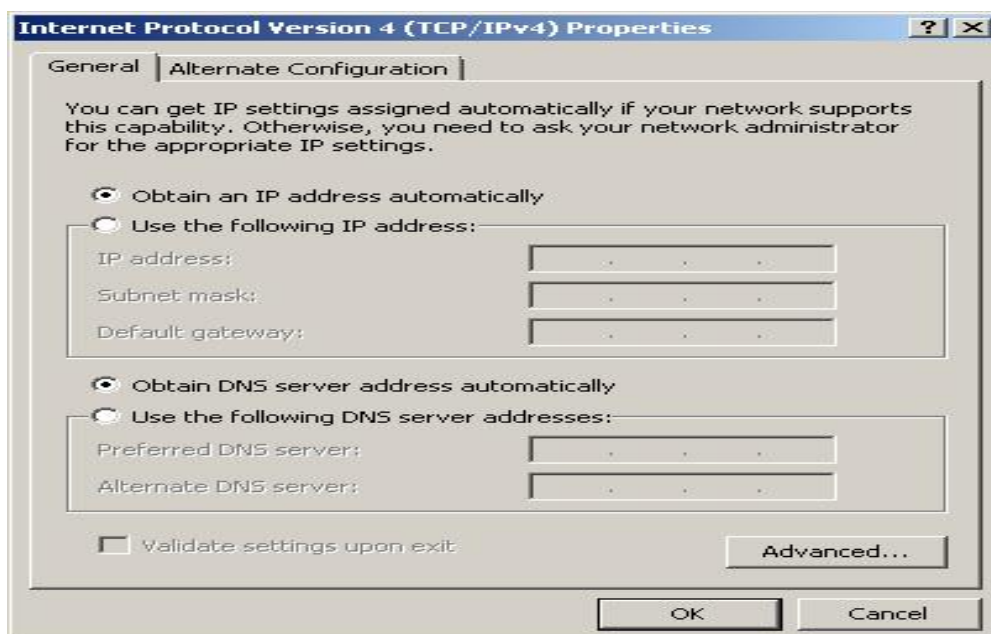 Internet Protocol Version 4 (TCP/IPv4) Properties
General
Alternate Configuration
You can get IP settings assigned automatically if your network supports
this capability. Otherwise, you need to ask your network administrator
for the appropriate IP settings.
Obtain an IP address automatically
Use the following IP address:
IP address:
Subnet mask:
Default gateway:
Obtain DNS server address automatically
Use the following DNS server addresses:
Preferred DNS server:
Alternate DNS server:
Validate settings upon exit
Advanced...
OK
Cancel